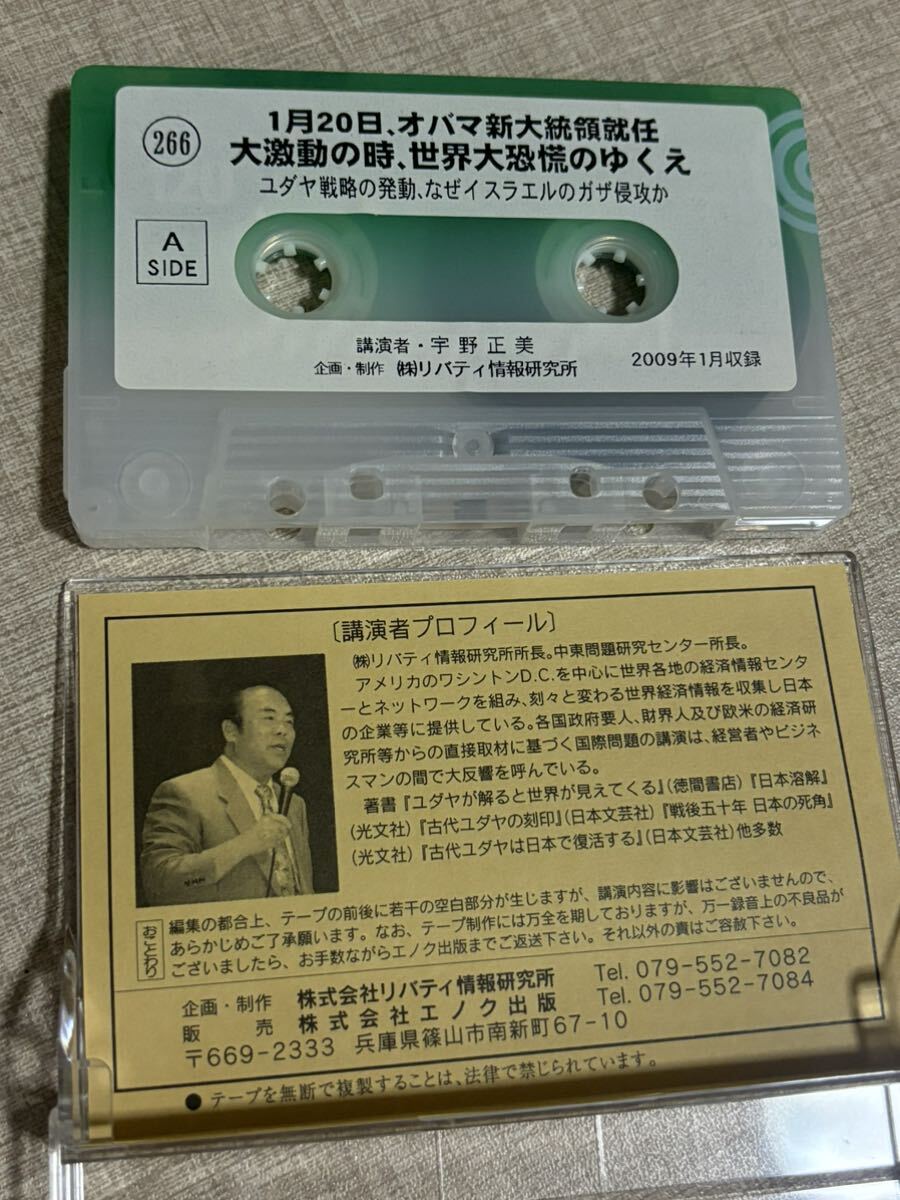 266
1月20日、オバマ新大統領就任
大激動の時、世界大恐慌のゆくえ
ユダヤ戦略の発動、なぜイスラエルのガザ侵攻か
A
SIDE
講演者・宇野正美
企画・制作 ㈱リバティ情報研究所
2009年1月収録
〔講演者プロフィール〕
㈱リバティ情報研究所所長。中東問題研究センター所長。
アメリカのワシントンD.C.を中心に世界各地の経済情報センタ
ーとネットワークを組み、刻々と変わる世界経済情報を収集し日本
の企業等に提供している。各国政府要人、財界人及び欧米の経済研
究所等からの直接取材に基づく国際問題の講演は、経営者やビジネ
スマンの間で大反響を呼んでいる。
著書『ユダヤが解ると世界が見えてくる』(徳間書店)『日本溶解』
(光文社)『古代ユダヤの刻印』(日本文芸社)『戦後五十年 日本の死角』
(光文社)『古代ユダヤは日本で復活する』(日本文芸社)他多数
おことわり
編集の都合上、テープの前後に若干の空白部分が生じますが、講演内容に影響はございませんので、
あらかじめご了承願います。なお、テープ制作には万全を期しておりますが、万一録音上の不良品が
ございましたら、お手数ながらエノク出版までご返送下さい。それ以外の責はご容赦下さい。
企画・制作 株式会社リバティ情報研究所 Tel. 079-552-7082
販売 株式会社エノク出版 Tel. 079-552-7084
〒669-2333 兵庫県篠山市南新町67-10
● テープを無断で複製することは、法律で禁じられています。